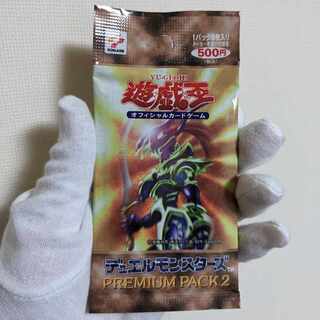 1パック5枚入り
500円
(税込)
YU-GI-OH!
遊戯王
オフィシャルカードゲーム
デュエルモンスターズ
PREMIUM PACK 2